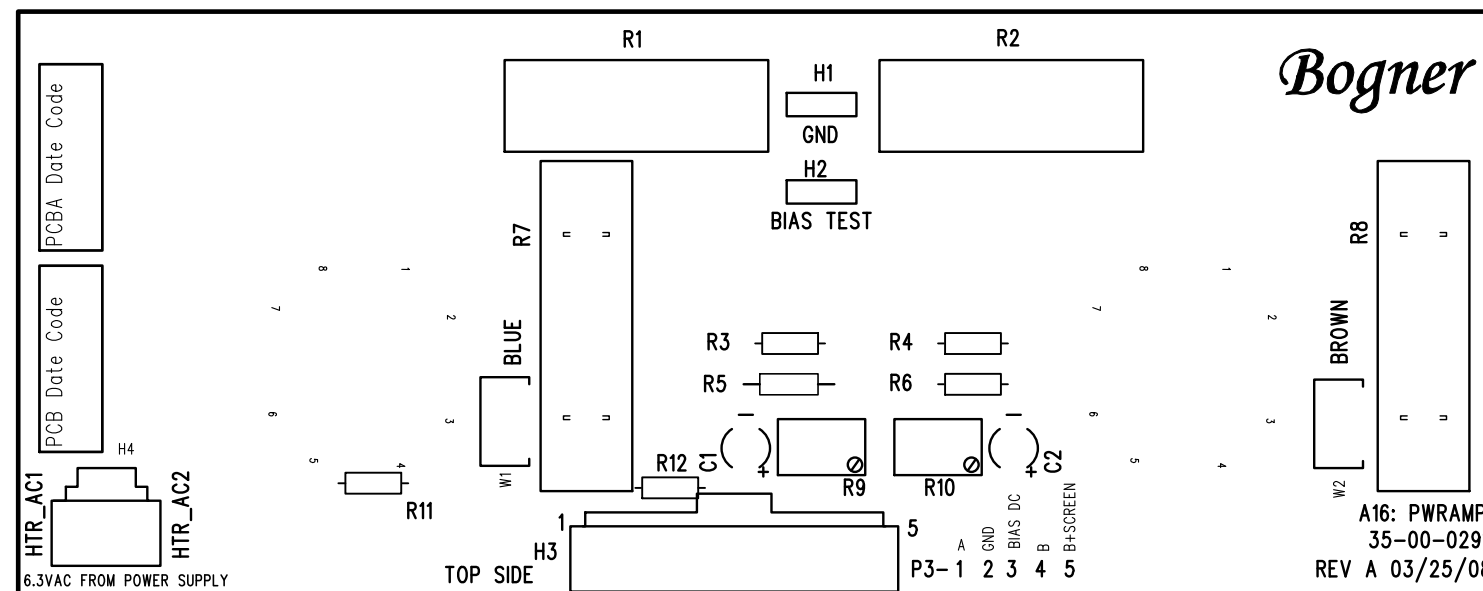 R1
R2
Bogner
H1
GND
H2
BIAS TEST
PCBA Date Code
PCB Date Code
R7
R8
8
1
7
2
6
3
5
4
8
1
7
2
6
3
5
4
BLUE
BROWN
R3
R4
R5
R6
W1
W2
C1
C2
R9
R10
R11
R12
H4
HTR_AC1
HTR_AC2
6.3VAC FROM POWER SUPPLY
TOP SIDE
H3
1
5
A
GND
BIAS DC
B
B+SCREEN
P3- 1 2 3 4 5
A16: PWRAMP
35-00-029
REV A 03/25/08